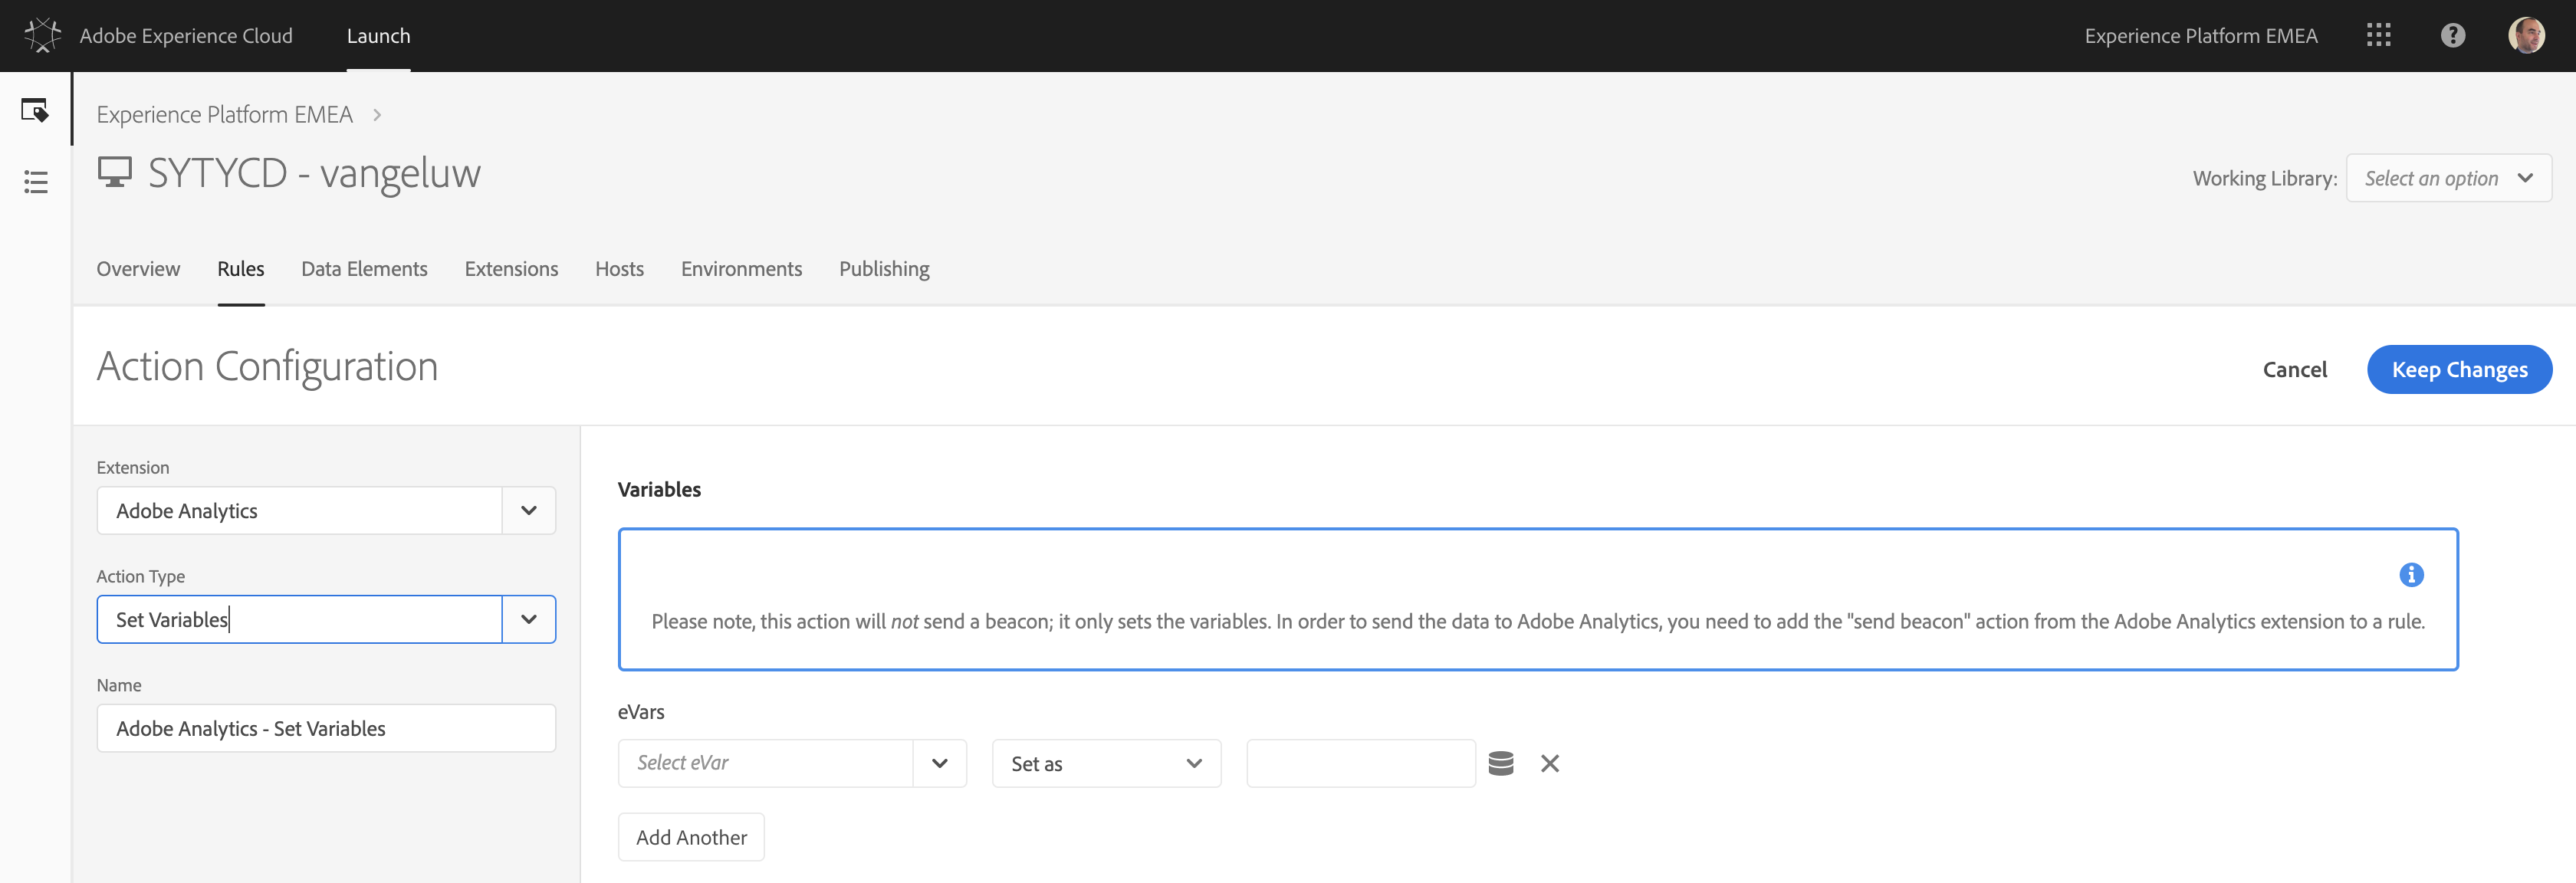 Adobe Experience Cloud Launch Experience Platform EMEA
Experience Platform EMEA
SYTYCD - vangeluw
Working Library: Select an option
Overview Rules Data Elements Extensions Hosts Environments Publishing
Action Configuration
Cancel Keep Changes
Extension
Adobe Analytics
Action Type
Set Variables
Name
Adobe Analytics - Set Variables
Variables
Please note, this action will not send a beacon; it only sets the variables. In order to send the data to Adobe Analytics, you need to add the "send beacon" action from the Adobe Analytics extension to a rule.
eVars
Select eVar Set as
Add Another